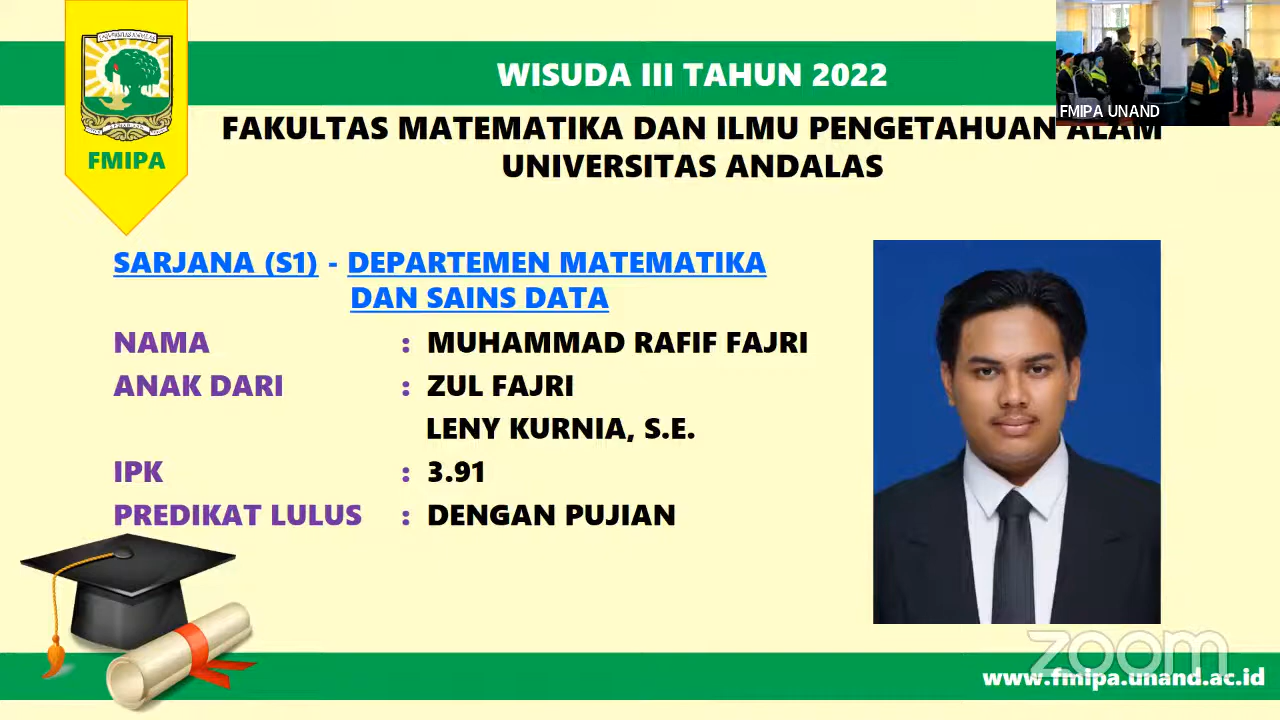 WISUDA III TAHUN 2022
FMIPA UNAND
FAKULTAS MATEMATIKA DAN ILMU PENGETAHUAN ALAM
UNIVERSITAS ANDALAS
FMIPA
SARJANA (S1) - DEPARTEMEN MATEMATIKA
DAN SAINS DATA
NAMA : MUHAMMAD RAFIF FAJRI
ANAK DARI : ZUL FAJRI
LENY KURNIA, S.E.
IPK : 3.91
PREDIKAT LULUS : DENGAN PUJIAN
zoom
www.fmipa.unand.ac.id